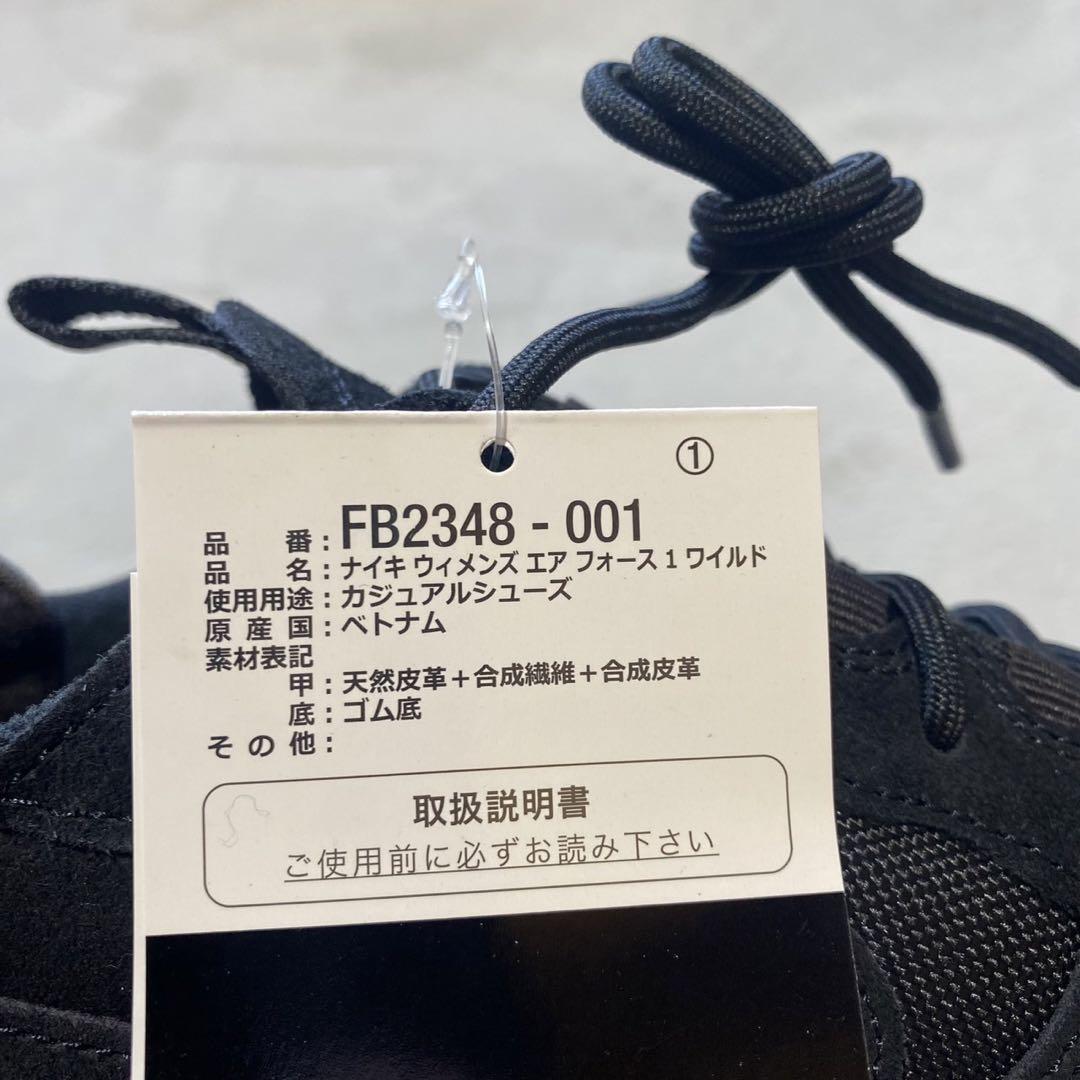 ①
品番：FB2348 - 001
品名：ナイキ ウィメンズ エア フォース 1 ワイルド
使用用途：カジュアルシューズ
原産国：ベトナム
素材表記
甲：天然皮革＋合成繊維＋合成皮革
底：ゴム底
その他：
取扱説明書
ご使用前に必ずお読み下さい